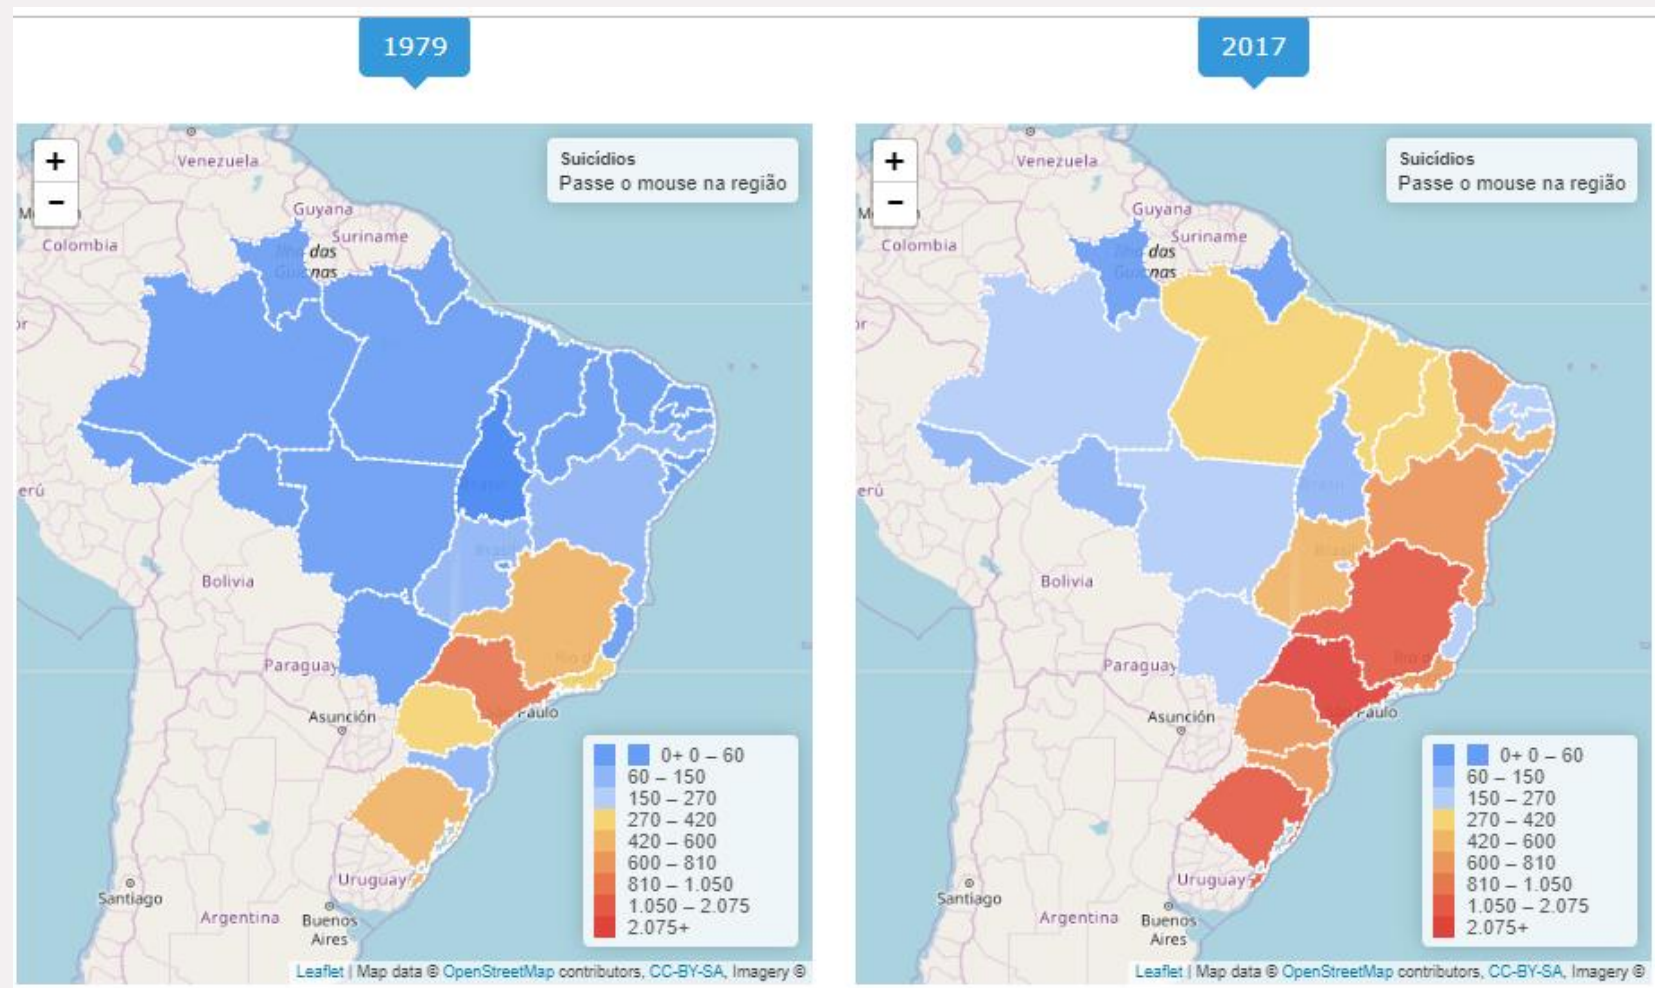 1979
2017
+
−
Suicídios
Passe o mouse na região
Venezuela
Guyana
Suriname
Colombia
das
Bolivia
Paraguay
Asunción
Paulo
Uruguay
Santiago
Argentina
Buenos
Aires
0+ 0 – 60
60 – 150
150 – 270
270 – 420
420 – 600
600 – 810
810 – 1.050
1.050 – 2.075
2.075+
Leaflet | Map data © OpenStreetMap contributors, CC-BY-SA, Imagery ©
+
−
Suicídios
Passe o mouse na região
Venezuela
Guyana
Suriname
Colombia
das
Bolivia
Paraguay
Asunción
Paulo
Uruguay
Santiago
Argentina
Buenos
Aires
0+ 0 – 60
60 – 150
150 – 270
270 – 420
420 – 600
600 – 810
810 – 1.050
1.050 – 2.075
2.075+
Leaflet | Map data © OpenStreetMap contributors, CC-BY-SA, Imagery ©